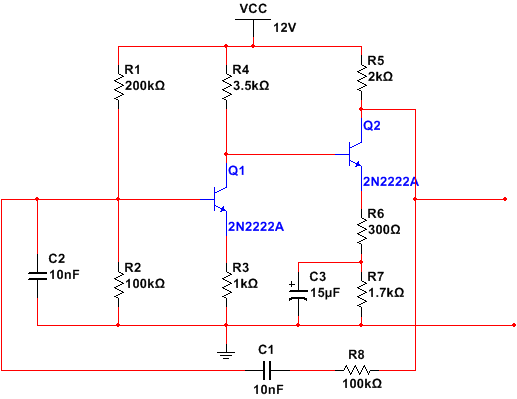 VCC
12V
R1
200kΩ
R4
3.5kΩ
R5
2kΩ
Q2
2N2222A
Q1
2N2222A
R6
300Ω
C2
10nF
R2
100kΩ
R3
1kΩ
C3
+
15µF
R7
1.7kΩ
C1
10nF
R8
100kΩ